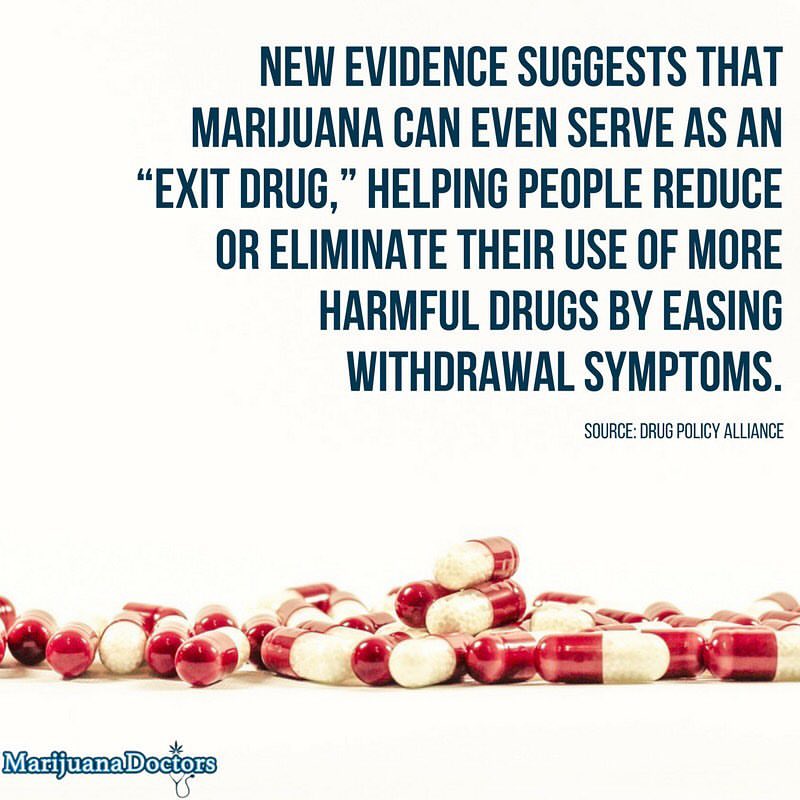 NEW EVIDENCE SUGGESTS THAT
MARIJUANA CAN EVEN SERVE AS AN
“EXIT DRUG,” HELPING PEOPLE REDUCE
OR ELIMINATE THEIR USE OF MORE
HARMFUL DRUGS BY EASING
WITHDRAWAL SYMPTOMS.
SOURCE: DRUG POLICY ALLIANCE
MarijuanaDoctors